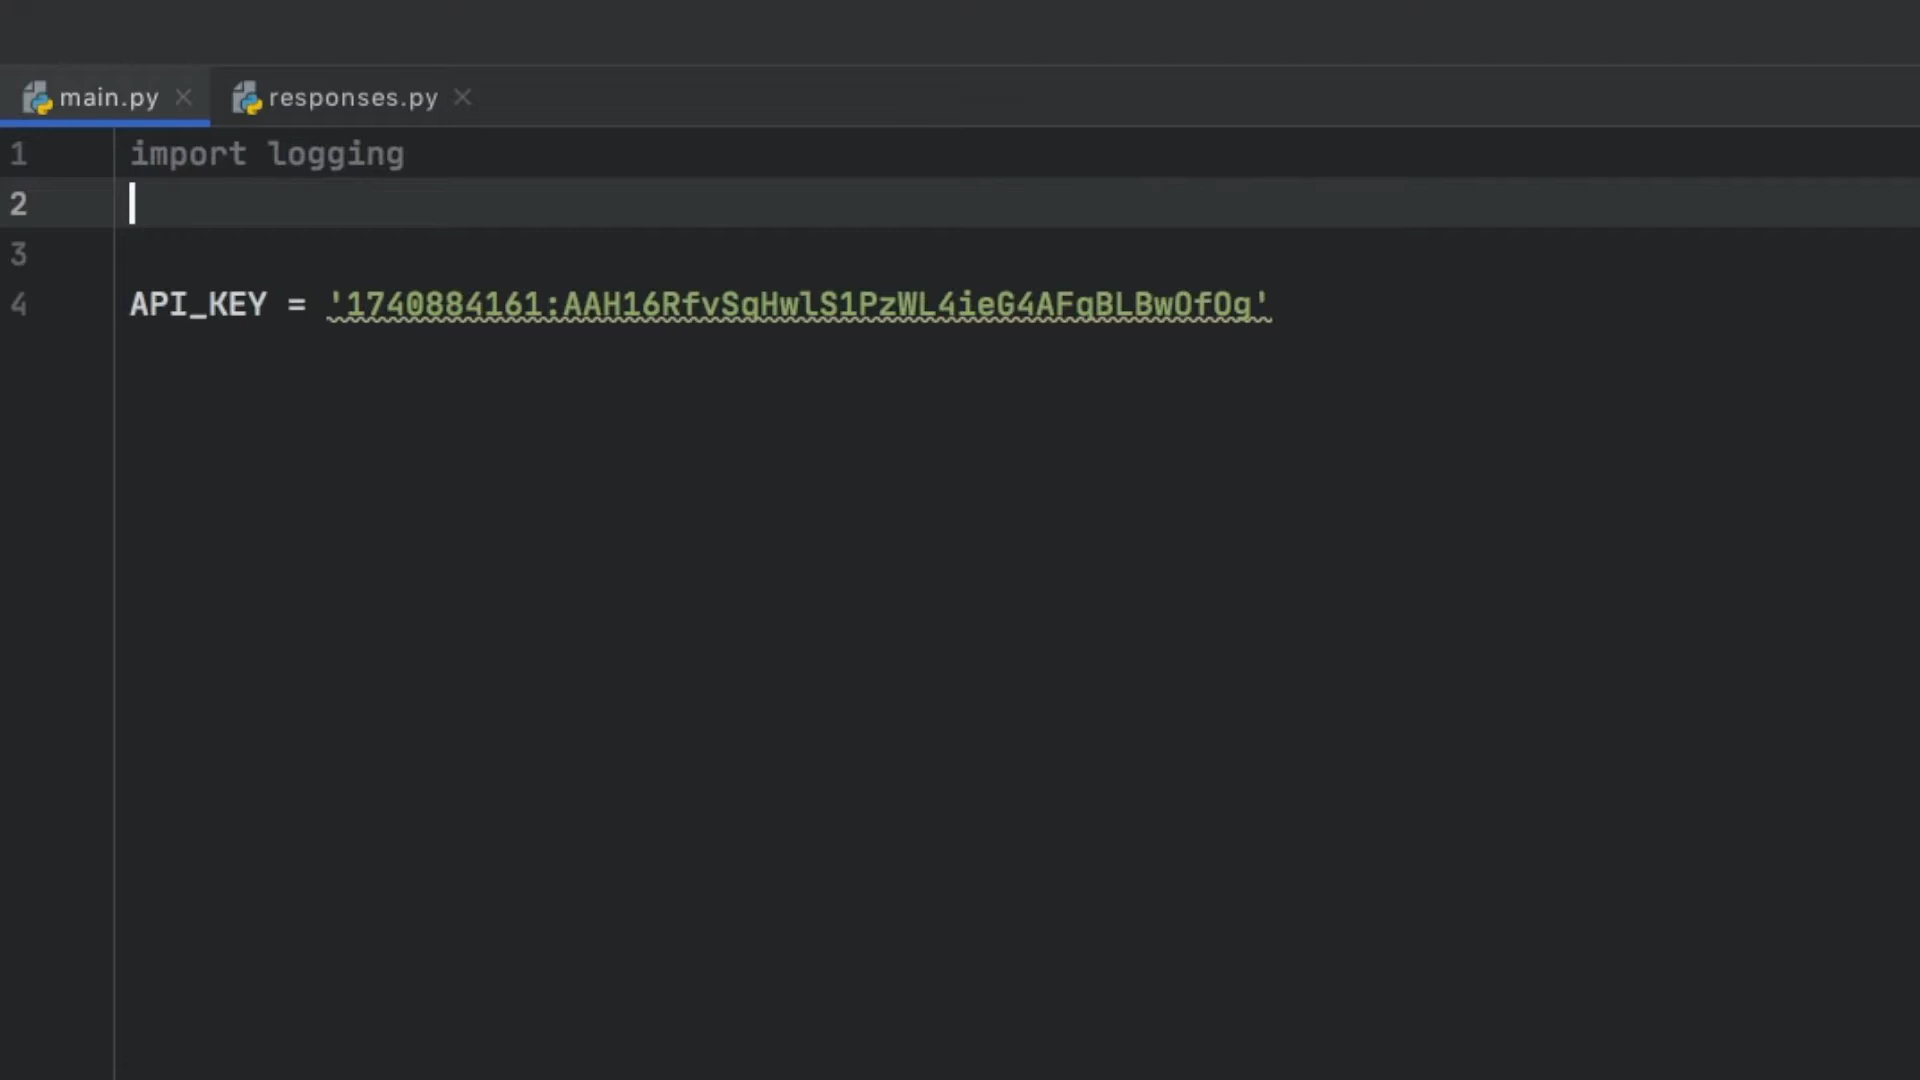 main.py
responses.py
1 import logging
2
3
4 API_KEY = '1740884161:AAH16RfvSqHwlS1PzWL4ieG4AFqBLBwOfOg'